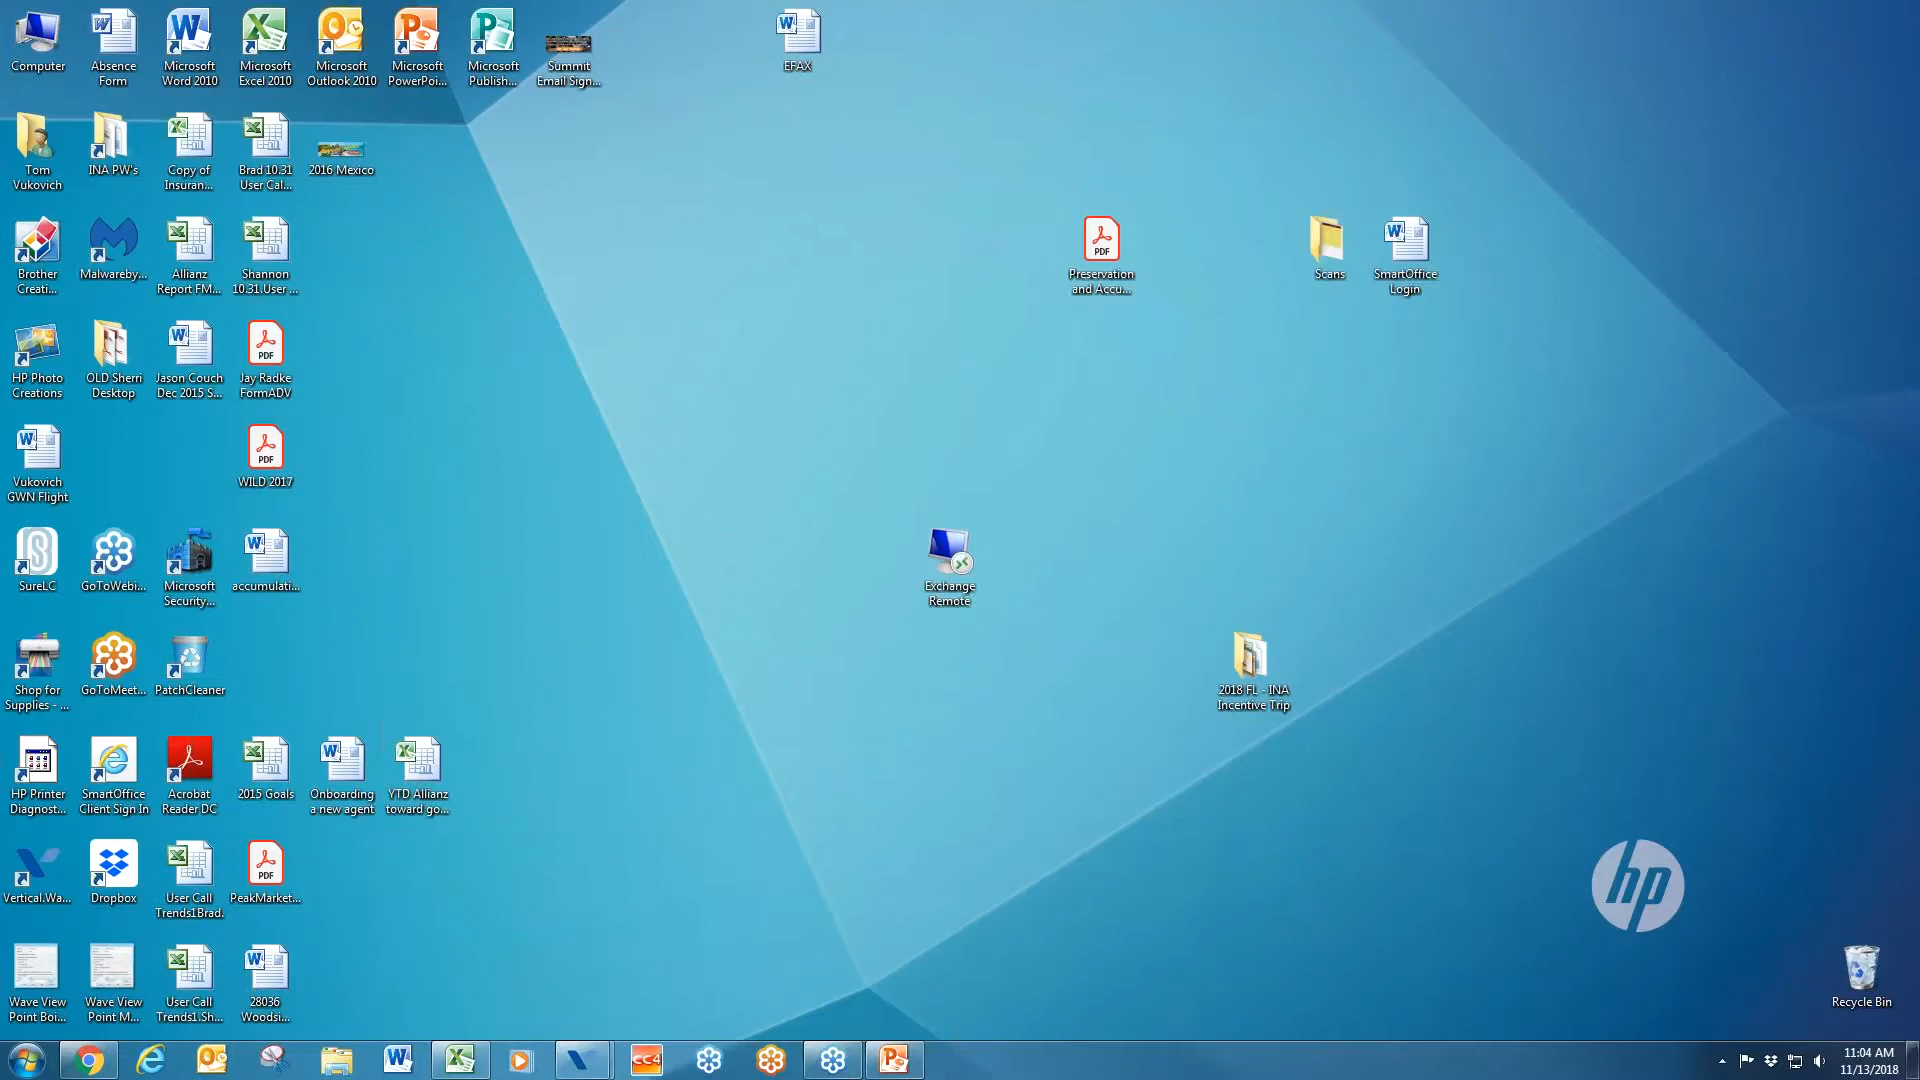 Computer
Absence
Form
Microsoft
Word 2010
Microsoft
Excel 2010
Microsoft
Outlook 2010
Microsoft
PowerPoi...
Microsoft
Publish...
Summit
Email Sign...
EFAX
Tom
Vukovich
INA PW's
Copy of
Insuran...
Brad 10.31
User Cal...
2016 Mexico
Brother
Creati...
Malwareby...
Allianz
Report FM...
Shannon
10.31.User ...
PDF
Preservation
and Accu...
Scans
SmartOffice
Login
HP Photo
Creations
OLD Sherri
Desktop
Jason Couch
Dec 2015 S...
PDF
Jay Radke
FormADV
Vukovich
GWN Flight
PDF
WILD 2017
SureLC
GoToWebi...
Microsoft
Security...
accumulati...
Exchange
Remote
Shop for
Supplies - ...
GoToMeet...
PatchCleaner
2018 FL - INA
Incentive Trip
HP Printer
Diagnost...
SmartOffice
Client Sign In
Acrobat
Reader DC
2015 Goals
Onboarding
a new agent
YTD Allianz
toward go...
Vertical.Wa...
Dropbox
User Call
Trends1Brad.
PDF
PeakMarket...
hp
Wave View
Point Boi...
Wave View
Point M...
User Call
Trends1.Sh...
28036
Woodsi...
Recycle Bin
CC4
11:04 AM
11/13/2018